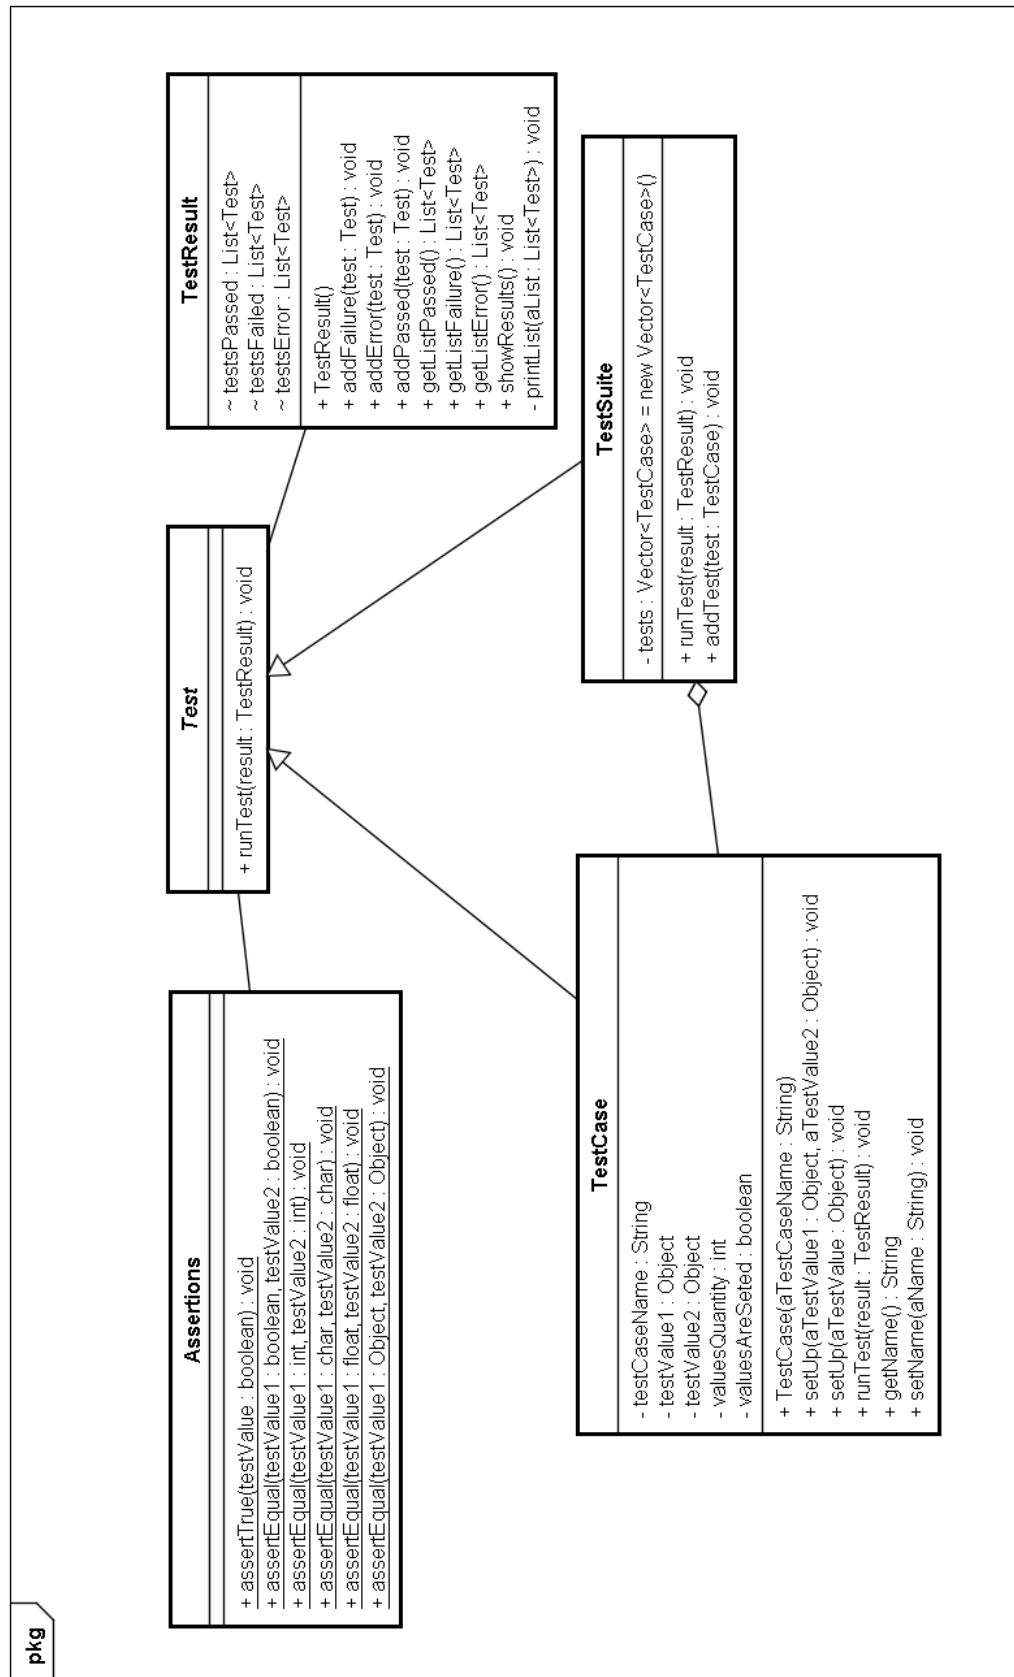 pkg
Assertions
+ assertTrue(testValue : boolean) : void
+ assertEqual(testValue1 : boolean, testValue2 : boolean) : void
+ assertEqual(testValue1 : int, testValue2 : int) : void
+ assertEqual(testValue1 : char, testValue2 : char) : void
+ assertEqual(testValue1 : float, testValue2 : float) : void
+ assertEqual(testValue1 : Object, testValue2 : Object) : void
Test
+ runTest(result : TestResult) : void
TestResult
~ testsPassed : List<Test>
~ testsFailed : List<Test>
~ testsError : List<Test>
+ TestResult()
+ addFailure(test : Test) : void
+ addError(test : Test) : void
+ addPassed(test : Test) : void
+ getListPassed() : List<Test>
+ getListFailure() : List<Test>
+ getListError() : List<Test>
+ showResults() : void
- printList(aList : List<Test>) : void
TestCase
- testCaseName : String
- testValue1 : Object
- testValue2 : Object
- valuesQuantity : int
- valuesAreSeted : boolean
+ TestCase(aTestCaseName : String)
+ setUp(aTestValue1 : Object, aTestValue2 : Object) : void
+ setUp(aTestValue : Object) : void
+ runTest(result : TestResult) : void
+ getName() : String
+ setName(aName : String) : void
TestSuite
- tests : Vector<TestCase> = new Vector<TestCase>()
+ runTest(result : TestResult) : void
+ addTest(test : TestCase) : void